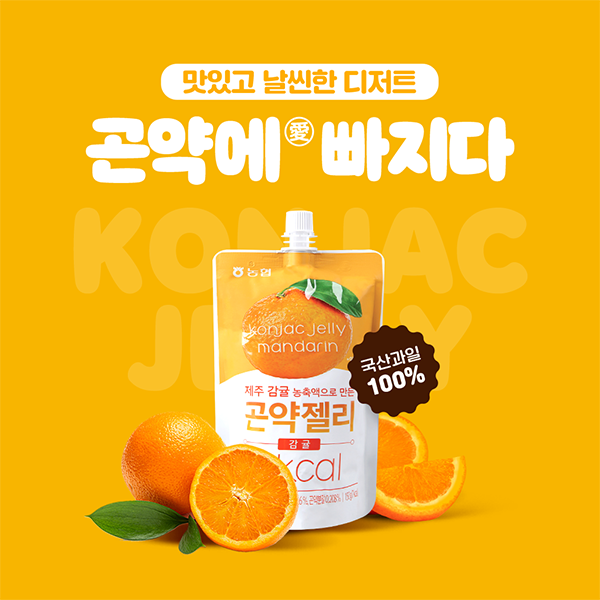 맛있고 날씬한 디저트
곤약에 愛 빠지다
KONJAC
JELLY
농협
konjac jelly
mandarin
국산과일
100%
제주 감귤 농축액으로 만든
곤약젤리
감귤
kcal